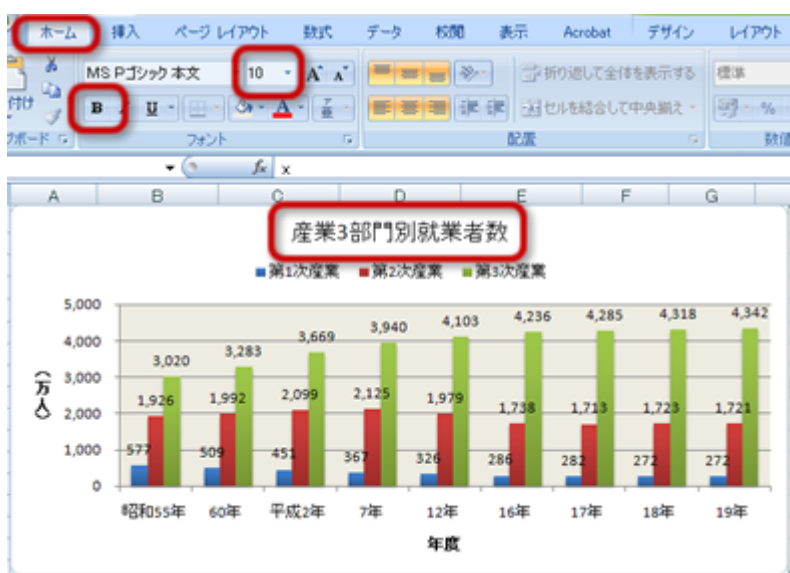 ホーム 挿入 ページ レイアウト 数式 データ 校閲 表示 Acrobat デザイン レイアウト
MS Pゴシック 本文 10 A A 折り返して全体を表示する 標準
付け B U A セルを結合して中央揃え %
フォント 配置 数値
fx x
A B C D E F G
産業3部門別就業者数
第1次産業 第2次産業 第3次産業
5,000
4,000
3,000
2,000
1,000
0
(万人)
3,020 3,283 3,669 3,940 4,103 4,236 4,285 4,318 4,342
1,926 1,992 2,099 2,125 1,979 1,738 1,713 1,723 1,721
577 509 451 367 326 286 282 272 272
昭和55年 60年 平成2年 7年 12年 16年 17年 18年 19年
年度